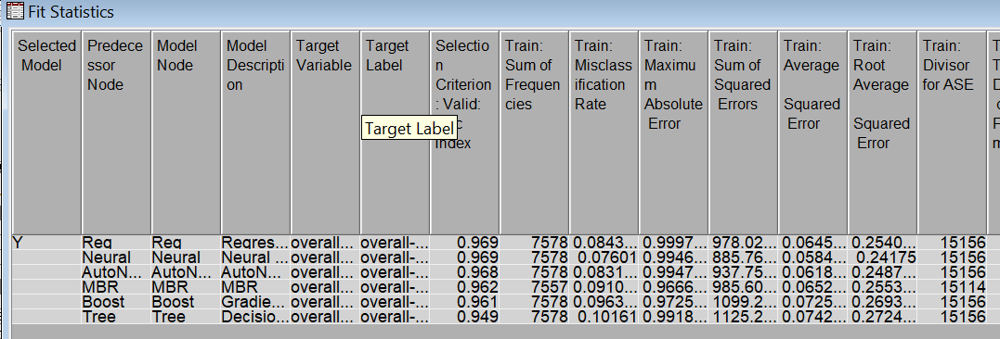 Fit Statistics
Selected Model	Predecessor Node	Model Node	Model Description	Target Variable	Target Label	Selection Criterion: Valid: c Index	Train: Sum of Frequencies	Train: Misclassification Rate	Train: Maximum Absolute Error	Train: Sum of Squared Errors	Train: Average Squared Error	Train: Root Average Squared Error	Train: Divisor for ASE
Target Label
Y	Reg	Reg	Regres...	overall...	overall-...	0.969	7578	0.0843...	0.9997...	978.02...	0.0645...	0.2540...	15156
Neural	Neural	Neural ...	overall...	overall-...	0.969	7578	0.07601	0.9946...	885.76...	0.0584...	0.24175	15156
AutoN...	AutoN...	AutoN...	overall...	overall-...	0.968	7578	0.0831...	0.9947...	937.75...	0.0618...	0.2487...	15156
MBR	MBR	MBR	overall...	overall-...	0.962	7557	0.0910...	0.9666...	985.60...	0.0652...	0.2553...	15114
Boost	Boost	Gradie...	overall...	overall-...	0.961	7578	0.0963...	0.9725...	1099.2...	0.0725...	0.2693...	15156
Tree	Tree	Decisio...	overall...	overall-...	0.949	7578	0.10161	0.9918...	1125.2...	0.0742...	0.2724...	15156